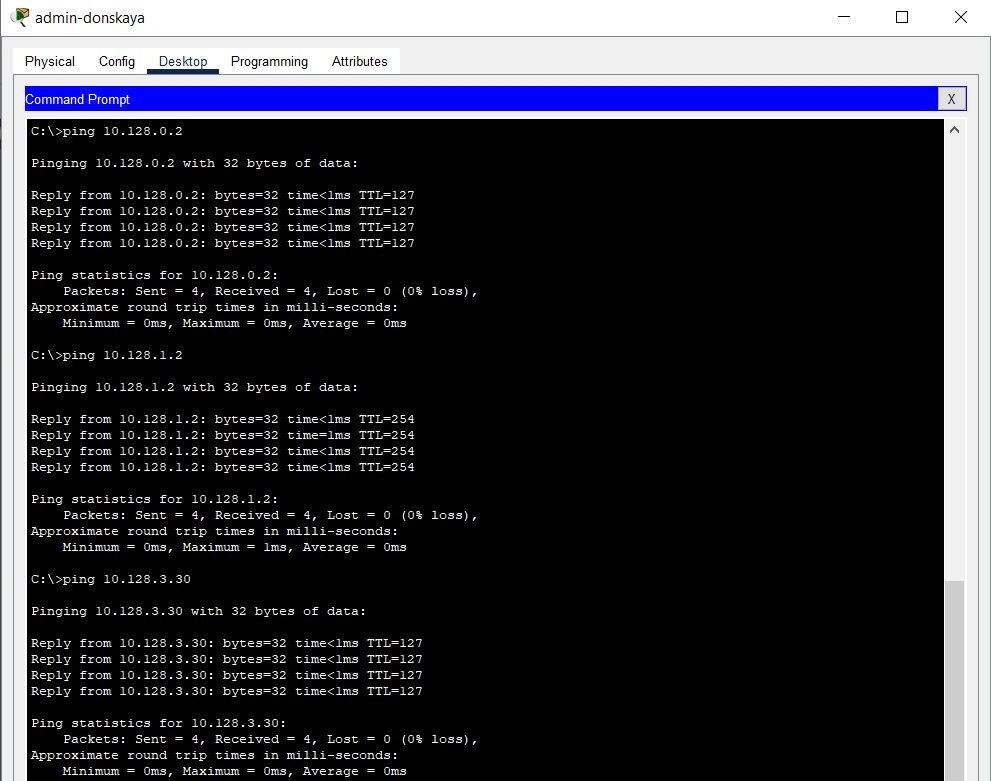 admin-donskaya
Physical Config Desktop Programming Attributes
Command Prompt X
C:\>ping 10.128.0.2
Pinging 10.128.0.2 with 32 bytes of data:
Reply from 10.128.0.2: bytes=32 time<1ms TTL=127
Reply from 10.128.0.2: bytes=32 time<1ms TTL=127
Reply from 10.128.0.2: bytes=32 time<1ms TTL=127
Reply from 10.128.0.2: bytes=32 time<1ms TTL=127
Ping statistics for 10.128.0.2:
Packets: Sent = 4, Received = 4, Lost = 0 (0% loss),
Approximate round trip times in milli-seconds:
Minimum = 0ms, Maximum = 0ms, Average = 0ms
C:\>ping 10.128.1.2
Pinging 10.128.1.2 with 32 bytes of data:
Reply from 10.128.1.2: bytes=32 time<1ms TTL=254
Reply from 10.128.1.2: bytes=32 time=1ms TTL=254
Reply from 10.128.1.2: bytes=32 time<1ms TTL=254
Reply from 10.128.1.2: bytes=32 time<1ms TTL=254
Ping statistics for 10.128.1.2:
Packets: Sent = 4, Received = 4, Lost = 0 (0% loss),
Approximate round trip times in milli-seconds:
Minimum = 0ms, Maximum = 1ms, Average = 0ms
C:\>ping 10.128.3.30
Pinging 10.128.3.30 with 32 bytes of data:
Reply from 10.128.3.30: bytes=32 time<1ms TTL=127
Reply from 10.128.3.30: bytes=32 time<1ms TTL=127
Reply from 10.128.3.30: bytes=32 time<1ms TTL=127
Reply from 10.128.3.30: bytes=32 time<1ms TTL=127
Ping statistics for 10.128.3.30:
Packets: Sent = 4, Received = 4, Lost = 0 (0% loss),
Approximate round trip times in milli-seconds:
Minimum = 0ms, Maximum = 0ms, Average = 0ms